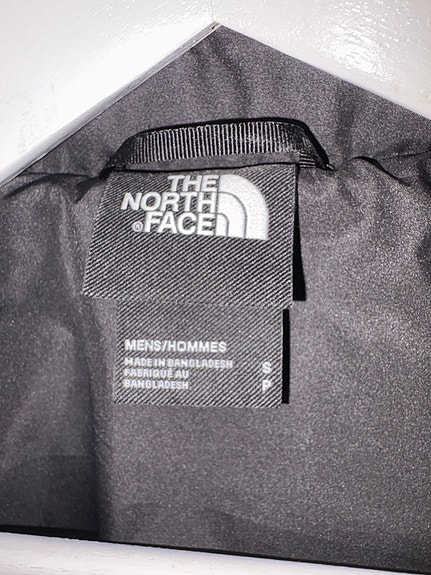 THE
NORTH
® FACE
MENS/HOMMES
MADE IN BANGLADESH
FABRIQUÉ AU
BANGLADESH
S
P